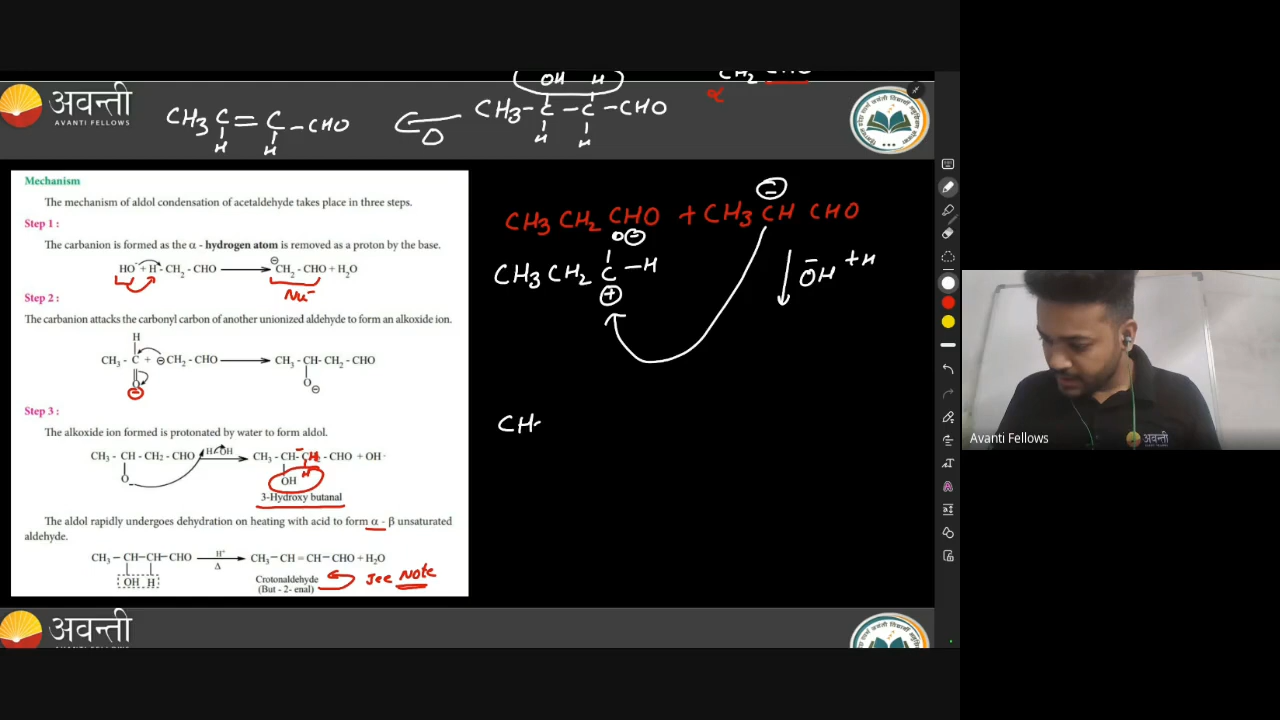 OH H
CH2 CHO
α
अवन्ती
AVANTI FELLOWS
CH3 C = C - CHO
H H
CH3 - C - C - CHO
H H
Mechanism
The mechanism of aldol condensation of acetaldehyde takes place in three steps.
Step 1 :
The carbanion is formed as the α - hydrogen atom is removed as a proton by the base.
HO⁻ + H - CH2 - CHO ⟶ ⊖CH2 - CHO + H2O
Nu⁻
Step 2 :
The carbanion attacks the carbonyl carbon of another unionized aldehyde to form an alkoxide ion.
H
CH3 - C + ⊖CH2 - CHO ⟶ CH3 - CH - CH2 - CHO
O O
⊖ ⊖
Step 3 :
The alkoxide ion formed is protonated by water to form aldol.
H-OH
CH3 - CH - CH2 - CHO ⟶ CH3 - CH - CH - CHO + OH⁻
O⁻ OH H
3-Hydroxy butanal
The aldol rapidly undergoes dehydration on heating with acid to form α - β unsaturated
aldehyde.
H⁺
CH3 - CH - CH - CHO ⟶ CH3 - CH = CH - CHO + H2O
Δ
OH H Crotonaldehyde
(But - 2- enal)
Jee Note
⊖
CH3 CH2 CHO + CH3 CH CHO
O⊖
CH3 CH2 C - H
⊕
ŌH +H
CH
Avanti Fellows
अवन्ती
अवन्ती
AVANTI FELLOWS